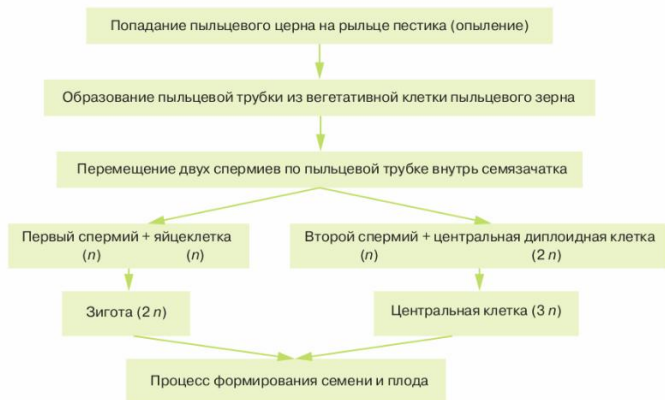 Попадание пыльцевого церна на рыльце пестика (опыление)
Образование пыльцевой трубки из вегетативной клетки пыльцевого зерна
Перемещение двух спермиев по пыльцевой трубке внутрь семязачатка
Первый спермий + яйцеклетка
(n) (n)
Второй спермий + центральная диплоидная клетка
(n) (2 n)
Зигота (2 n)
Центральная клетка (3 n)
Процесс формирования семени и плода